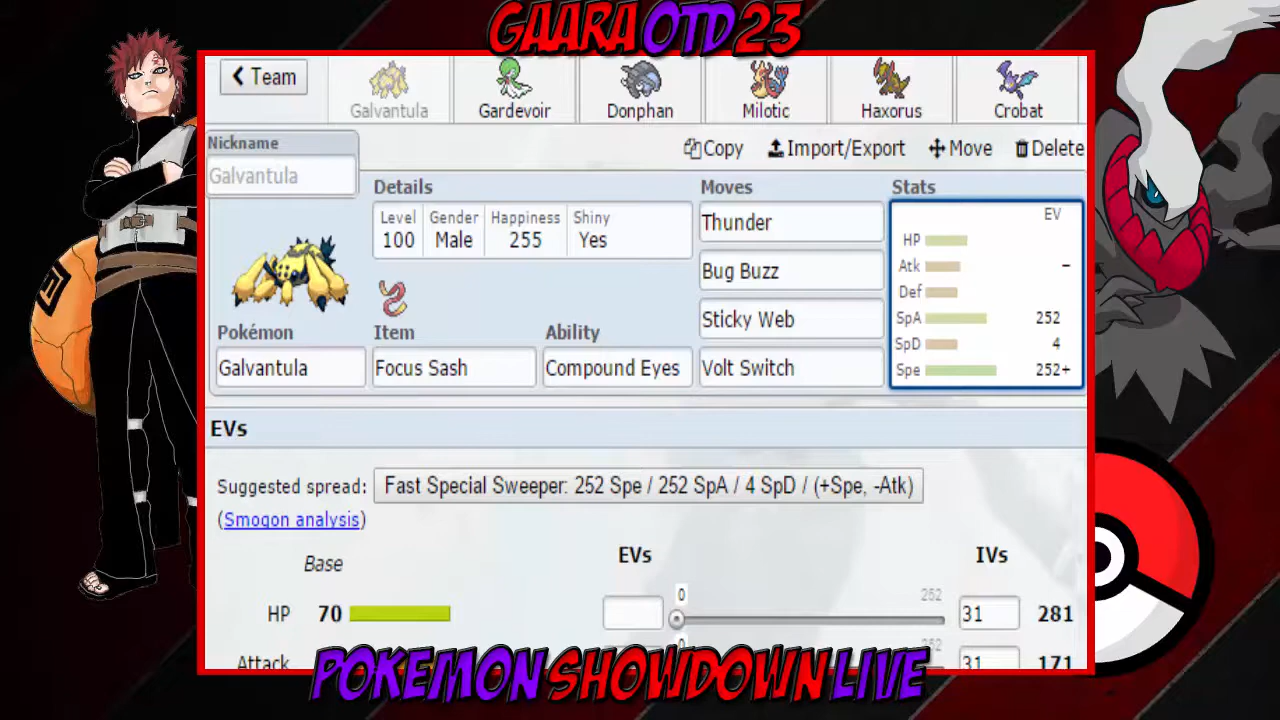 GAARA OTD 23
Team
Galvantula
Gardevoir
Donphan
Milotic
Haxorus
Crobat
Nickname
Galvantula
Copy Import/Export Move Delete
Details
Level Gender Happiness Shiny
100 Male 255 Yes
Pokémon Item Ability
Galvantula Focus Sash Compound Eyes
Moves
Thunder
Bug Buzz
Sticky Web
Volt Switch
Stats
EV
HP
Atk –
Def
SpA 252
SpD 4
Spe 252+
EVs
Suggested spread: Fast Special Sweeper: 252 Spe / 252 SpA / 4 SpD / (+Spe, -Atk)
(Smogon analysis)
Base EVs IVs
HP 70 0 252 31 281
Attack 0 252 31 171
POKEMON SHOWDOWN LIVE